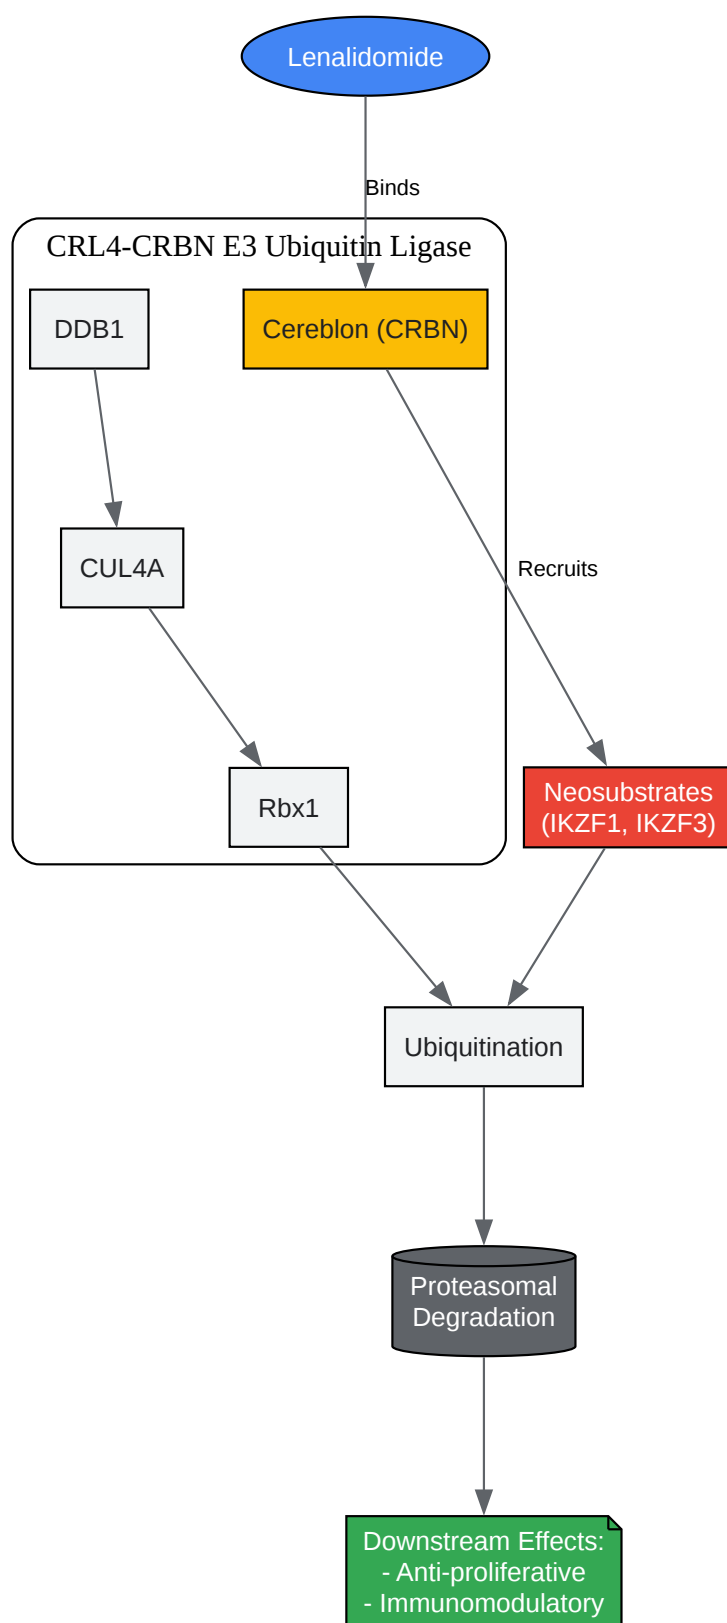 Lenalidomide
Binds
CRL4-CRBN E3 Ubiquitin Ligase
DDB1
Cereblon (CRBN)
CUL4A
Recruits
Rbx1
Neosubstrates
(IKZF1, IKZF3)
Ubiquitination
Proteasomal
Degradation
Downstream Effects:
- Anti-proliferative
- Immunomodulatory